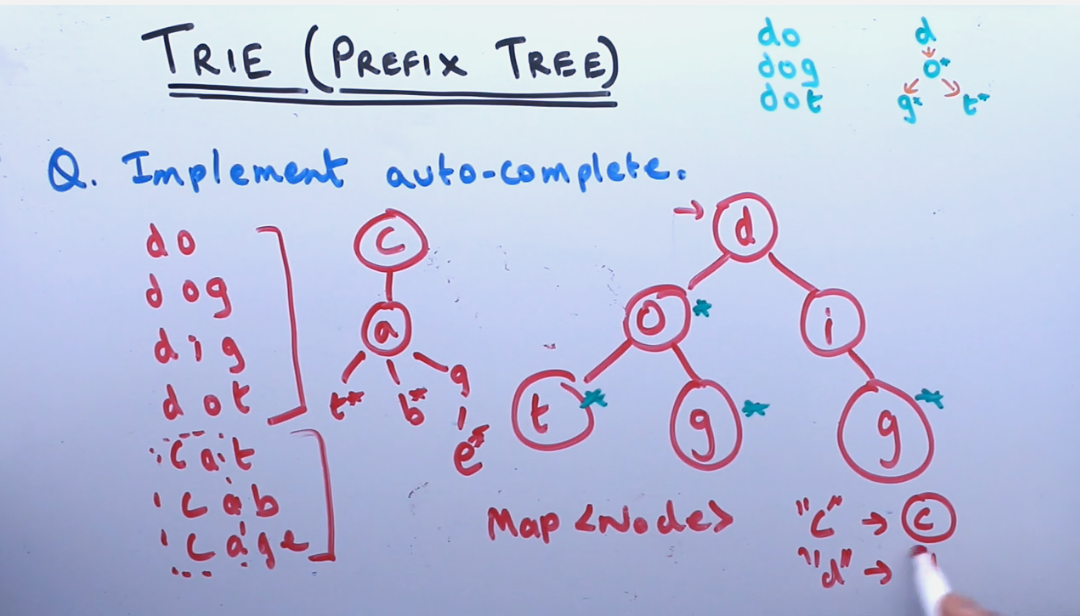 TRIE (PREFIX TREE)
do
dog
dot
d
o*
g* t*
Q. Implement auto-complete.
do
dog
dig
dot
cat
cab
cage
c
a
t* b* g
e*
d
o* i
t* g* g*
Map <Node>
"c" → c
"d" →